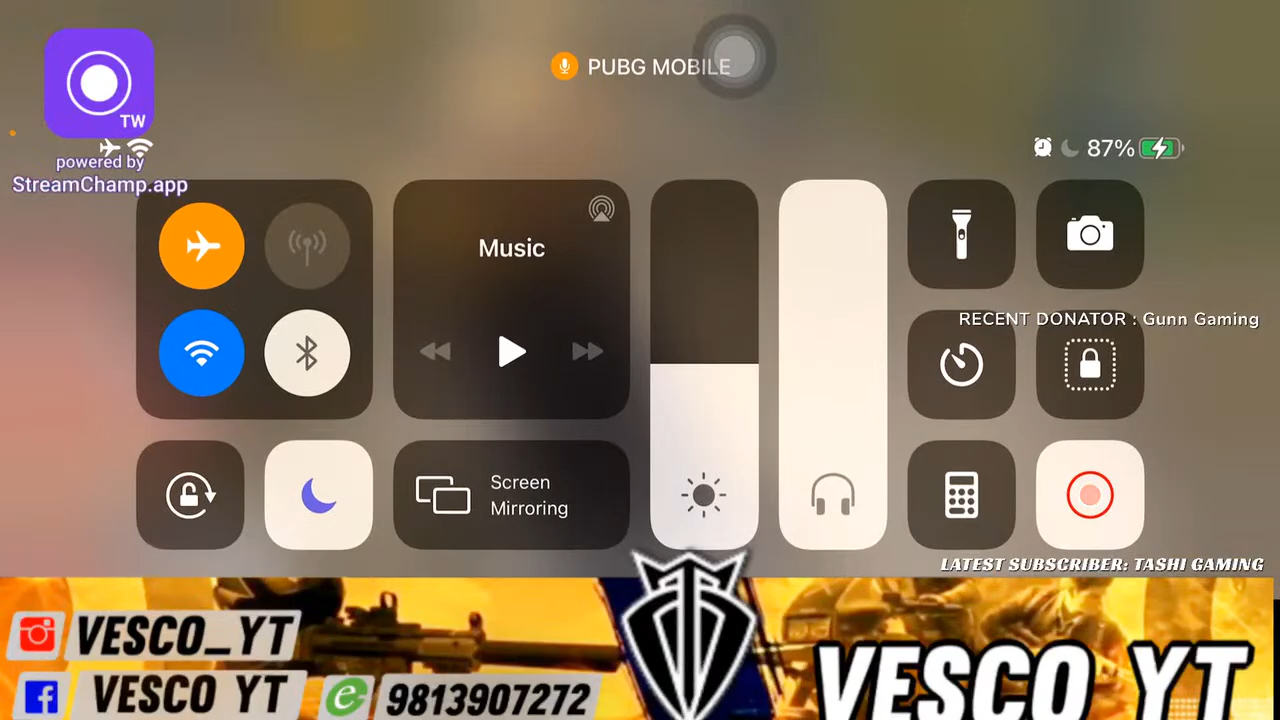 PUBG MOBILE
TW
powered by
StreamChamp.app
87%
Music
RECENT DONATOR : Gunn Gaming
Screen
Mirroring
LATEST SUBSCRIBER: TASHI GAMING
VESCO_YT
VESCO YT
9813907272
VESCO YT